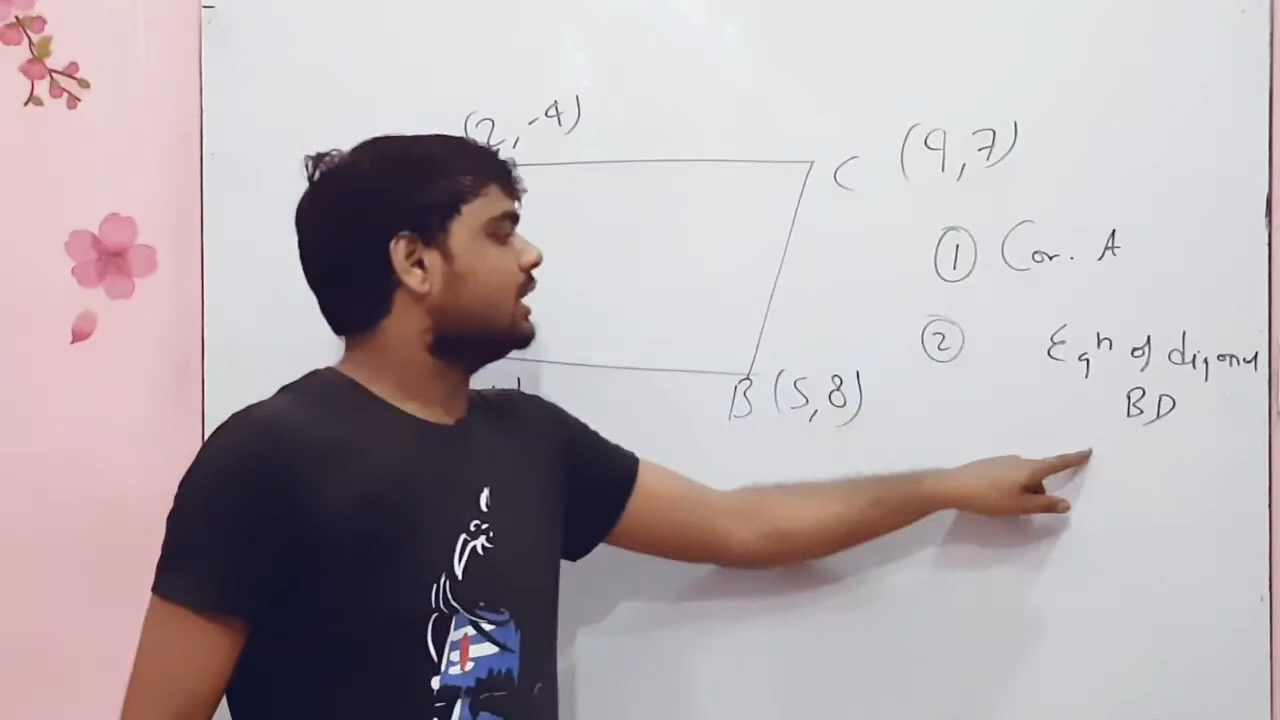 (2,-4)
C (9,7)
① Cor. A
② Eqn of digonal
BD
B (5,8)